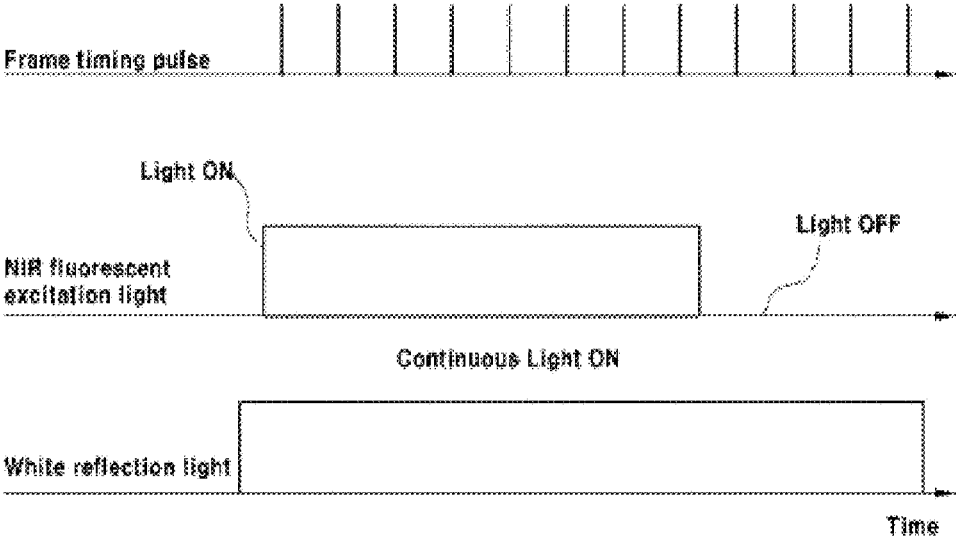 Frame timing pulse
Light ON
Light OFF
NIR fluorescent
excitation light
Continuous Light ON
White reflection light
Time